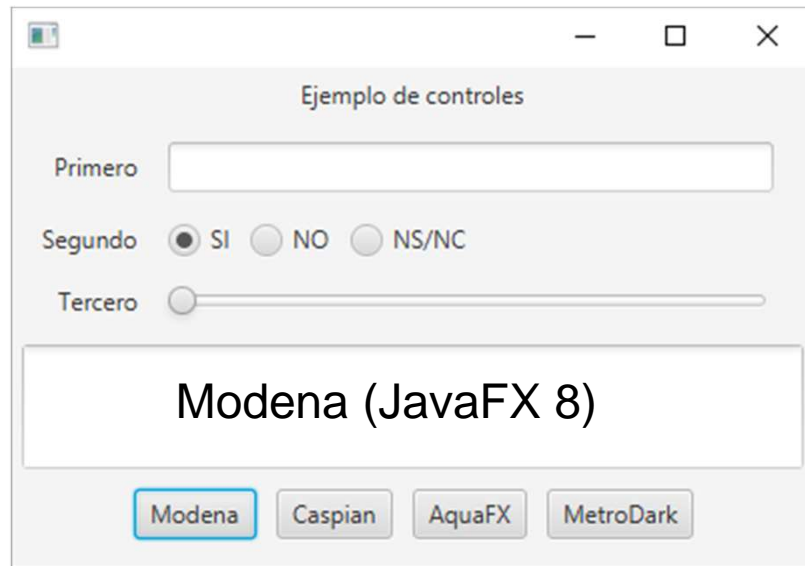 Ejemplo de controles
Primero
Segundo SI NO NS/NC
Tercero
Modena (JavaFX 8)
Modena Caspian AquaFX MetroDark